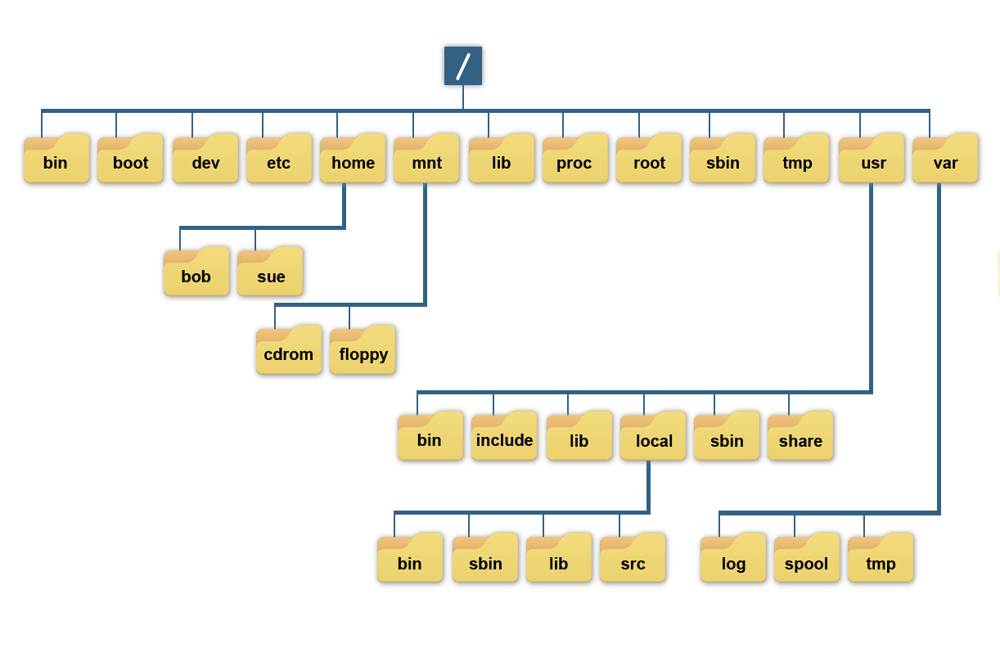 /
bin boot dev etc home mnt lib proc root sbin tmp usr var
bob sue
cdrom floppy
bin include lib local sbin share
bin sbin lib src log spool tmp